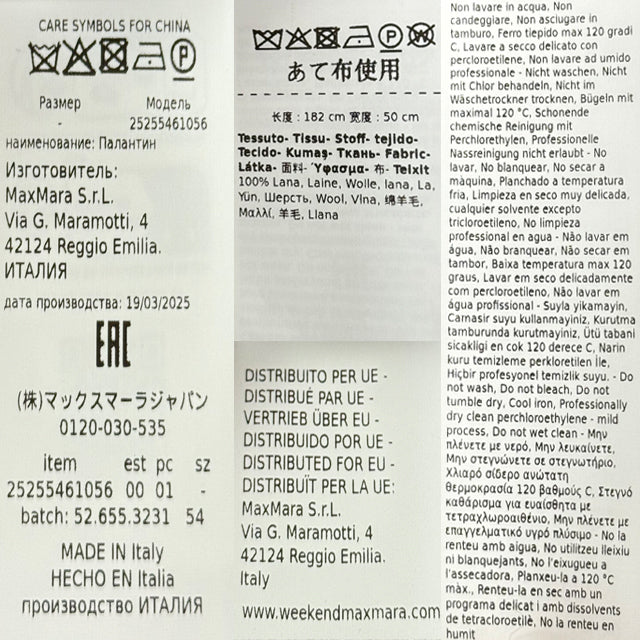 CARE SYMBOLS FOR CHINA
Размер Модель
- 25255461056
наименование: Палантин
Изготовитель:
MaxMara S.r.l.
Via G. Maramotti, 4
42124 Reggio Emilia.
ИТАЛИЯ
дата производства: 19/03/2025
EAC
(株)マックスマーラジャパン
0120-030-535
item est pc sz
25255461056 00 01 -
batch: 52.655.3231 54
MADE IN Italy
HECHO EN Italia
производство ИТАЛИЯ
あて布使用
长度 : 182 cm 宽度 : 50 cm
Tessuto- Tissu- Stoff- tejido-
Tecido- Kumaş- Ткань- Fabric-
Látka- 面料- Ύφασμα- 布- Teixit
100% Lana, Laine, Wolle, lana, La,
Yün, Шерсть, Wool, Vlna, 绵羊毛,
Μαλλί, 羊毛, Llana
DISTRIBUITO PER UE -
DISTRIBUÉ PAR UE -
VERTRIEB ÜBER EU -
DISTRIBUIDO POR UE -
DISTRIBUÍDO POR UE -
DISTRIBUTED FOR EU -
DISTRIBUÏT PER LA UE:
MaxMara S.r.l.
Via G. Maramotti, 4
42124 Reggio Emilia.
Italy
www.weekendmaxmara.com
Non lavare in acqua, Non
candeggiare, Non asciugare in
tamburo, Ferro tiepido max 120 gradi
C, Lavare a secco delicato con
percloroetilene, Non lavare ad umido
professionale - Nicht waschen, Nicht
mit Chlor behandeln, Nicht im
Wäschetrockner trocknen, Bügeln mit
maximal 120 °C, Schonende
chemische Reinigung mit
Perchlorethylen, Professionelle
Nassreinigung nicht erlaubt - No
lavar, No blanquear, No secar a
màquina, Planchado a temperatura
fria, Limpieza en seco muy delicada,
cualquier solvente excepto
tricloroetileno, No limpieza
professional en agua - Não lavar em
água, Não branquear, Não secar em
tambor, Baixa temperatura max 120
graus, Lavar em seco delicadamente
com percloroetileno, Não lavar em
água profissional - Suyla yikamayin,
Camasir suyu kullanmayiniz, Kurutma
tamburunda kurutmayiniz, Ütü tabani
sicakligi en cok 120 derece C, Narin
kuru temizleme perkloretilen İle,
Hiçbir profesyonel temizlik suyu. - Do
not wash, Do not bleach, Do not
tumble dry, Cool iron, Professionally
dry clean perchloroethylene - mild
process, Do not wet clean - Μην
πλένετε με νερό, Μην λευκαίνετε,
Μην στεγνώνετε σε στεγνωτήριο,
Χλιαρό σίδερο ανώτατη
θερμοκρασία 120 βαθμούς C, Στεγνό
καθάρισμα για ευαίσθητα με
τετραχλωροαιθένιο, Μην πλένετε με
επαγγελματικό υγρό πλύσιμο - No la
renteu amb aigua, No utilitzeu lleixiu
ni blanquejants, No l'eixugueu a
l'assecadora, Planxeu-la a 120 °C
màx., Renteu-la en sec amb un
programa delicat i amb dissolvents
de tetracloroetilè, No la renteu en
humit